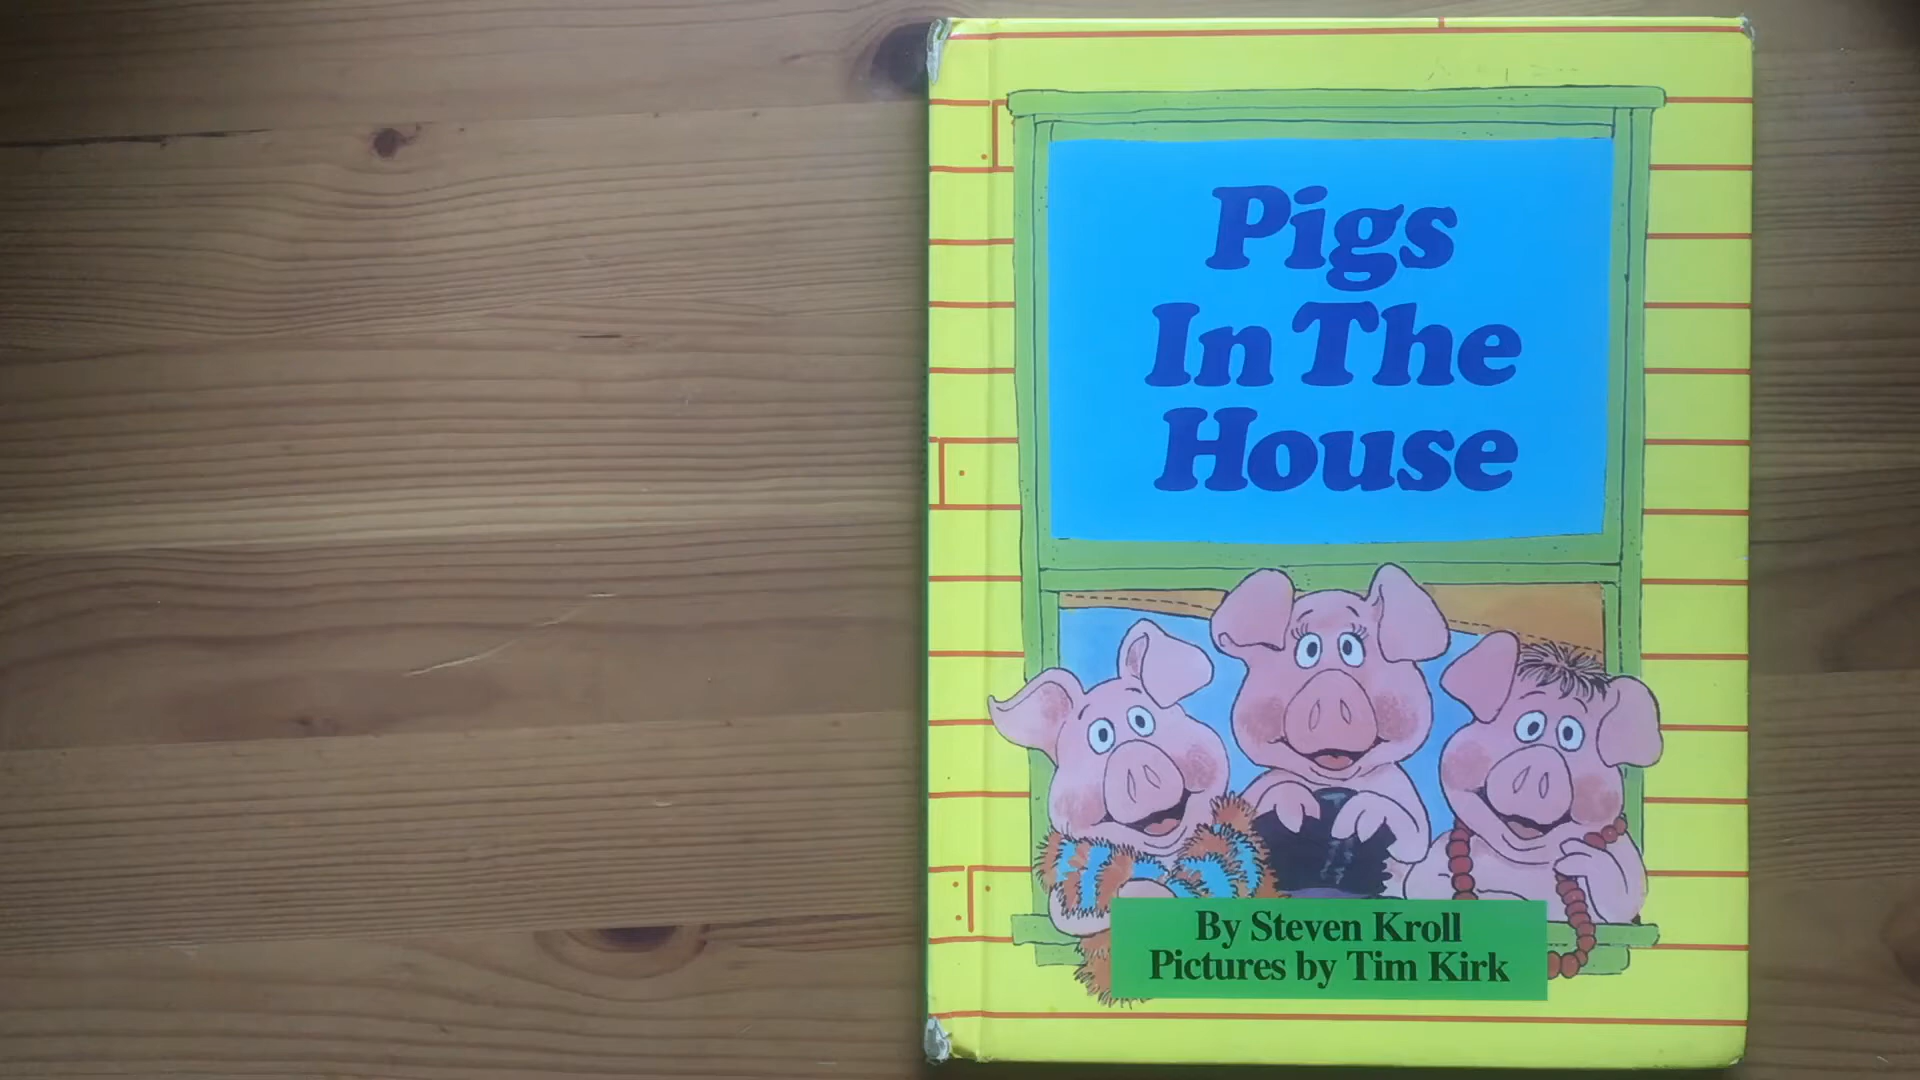 Pigs
In The
House
By Steven Kroll
Pictures by Tim Kirk